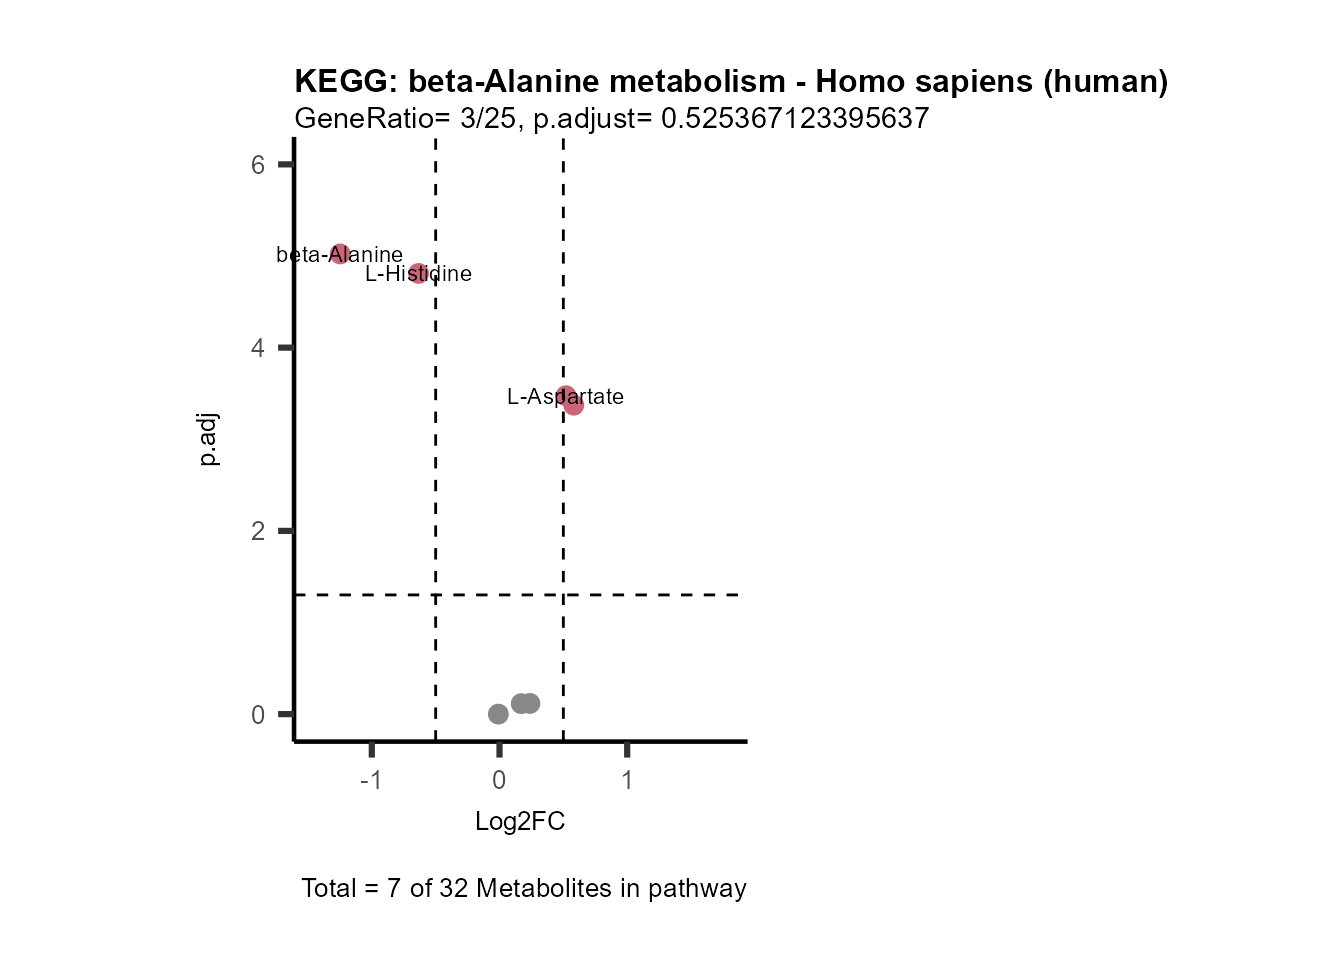 KEGG: beta-Alanine metabolism - Homo sapiens (human)
GeneRatio= 3/25, p.adjust= 0.525367123395637
6
beta-Alanine
L-Histidine
4
L-Aspartate
p.adj
2
0
-1 0 1
Log2FC
Total = 7 of 32 Metabolites in pathway